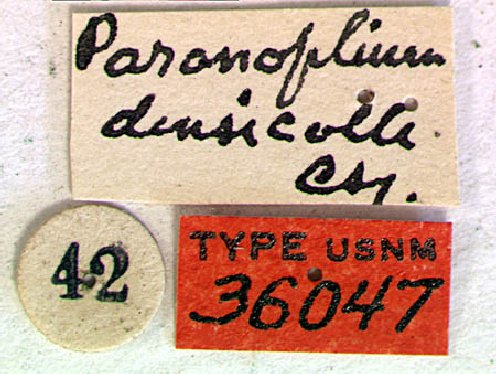 Paranoplium
densicolle
Csy.
42
TYPE USNM
36047